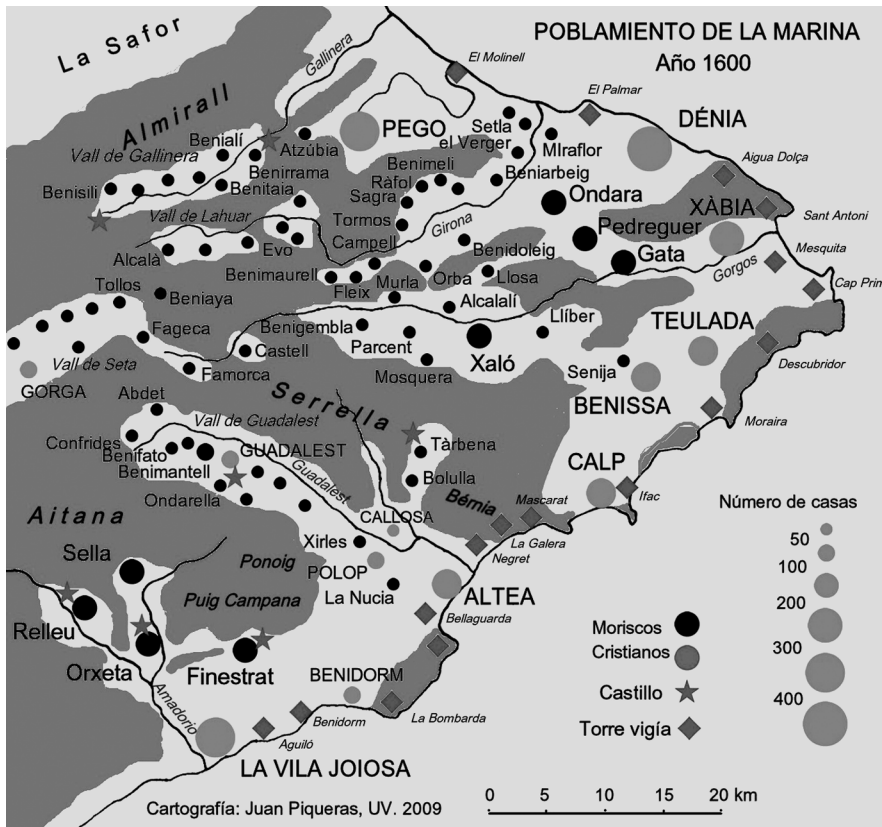 POBLAMIENTO DE LA MARINA
Año 1600
La Safor
Gallinera
El Molinell
El Palmar
Almirall
PEGO
DÉNIA
Benialí
Atzúbia
Setla
el Verger
MIraflor
Vall de Gallinera
Benirrama
Benimeli
Aigua Dolça
Benisili
Benitaia
Ràfol
Beniarbeig
Sagra
Ondara
XÀBIA
Vall de Lahuar
Tormos
Girona
Sant Antoni
Campell
Pedreguer
Alcalà
Evo
Benidoleig
Gata
Mesquita
Benimaurell
Orba
Llosa
Gorgos
Tollos
Fleix
Murla
Cap Prim
Beniaya
Alcalalí
Fageca
Benigembla
Llíber
TEULADA
Castell
Parcent
Xaló
Vall de Seta
Famorca
Mosquera
Senija
Descubridor
GORGA
Abdet
Serrella
BENISSA
Moraira
Vall de Guadalest
Confrides
Tàrbena
Benifato
GUADALEST
CALP
Benimantell
Guadalest
Bolulla
Ifac
Ondarella
Bérnia
Mascarat
Número de casas
Aitana
CALLOSA
La Galera
50
Xirles
Negret
100
Sella
Ponoig
POLOP
200
Puig Campana
La Nucia
ALTEA
Relleu
Bellaguarda
Moriscos
300
Cristianos
Orxeta
Finestrat
BENIDORM
Castillo
400
Amadorio
La Bombarda
Torre vigía
Benidorm
Aguiló
LA VILA JOIOSA
Cartografía: Juan Piqueras, UV. 2009
0 5 10 15 20 km